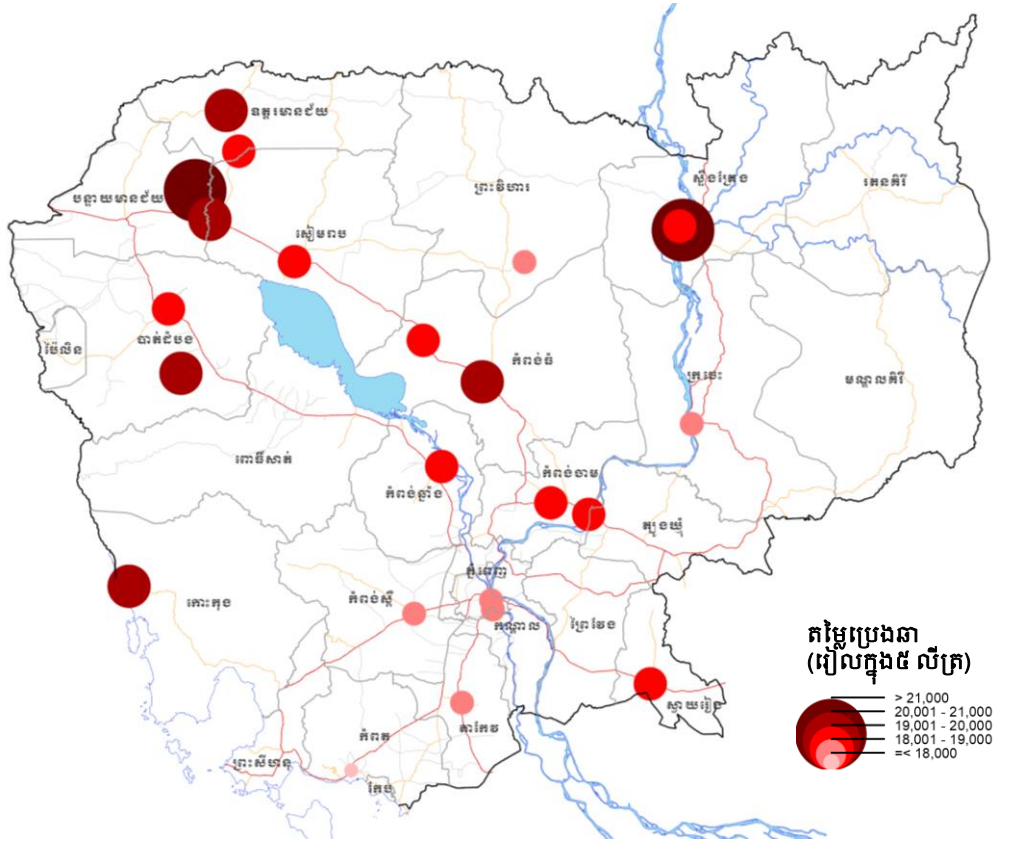 ឧត្តរមានជ័យ
ស្ទឹងត្រែង
រតនគិរី
ព្រះវិហារ
បន្ទាយមានជ័យ
សៀមរាប
បាត់ដំបង
ប៉ៃលិន
កំពង់ធំ
ក្រចេះ
មណ្ឌលគិរី
ពោធិ៍សាត់
កំពង់ចាម
កំពង់ឆ្នាំង
ត្បូងឃ្មុំ
ភ្នំពេញ
កោះកុង
កំពង់ស្ពឺ
កណ្តាល
ព្រៃវែង
តម្លៃប្រេងឆា
(រៀលក្នុង៥ លីត្រ)
> 21,000
20,001 - 21,000
19,001 - 20,000
18,001 - 19,000
=< 18,000
ស្វាយរៀង
តាកែវ
កំពត
ព្រះសីហនុ
កែប